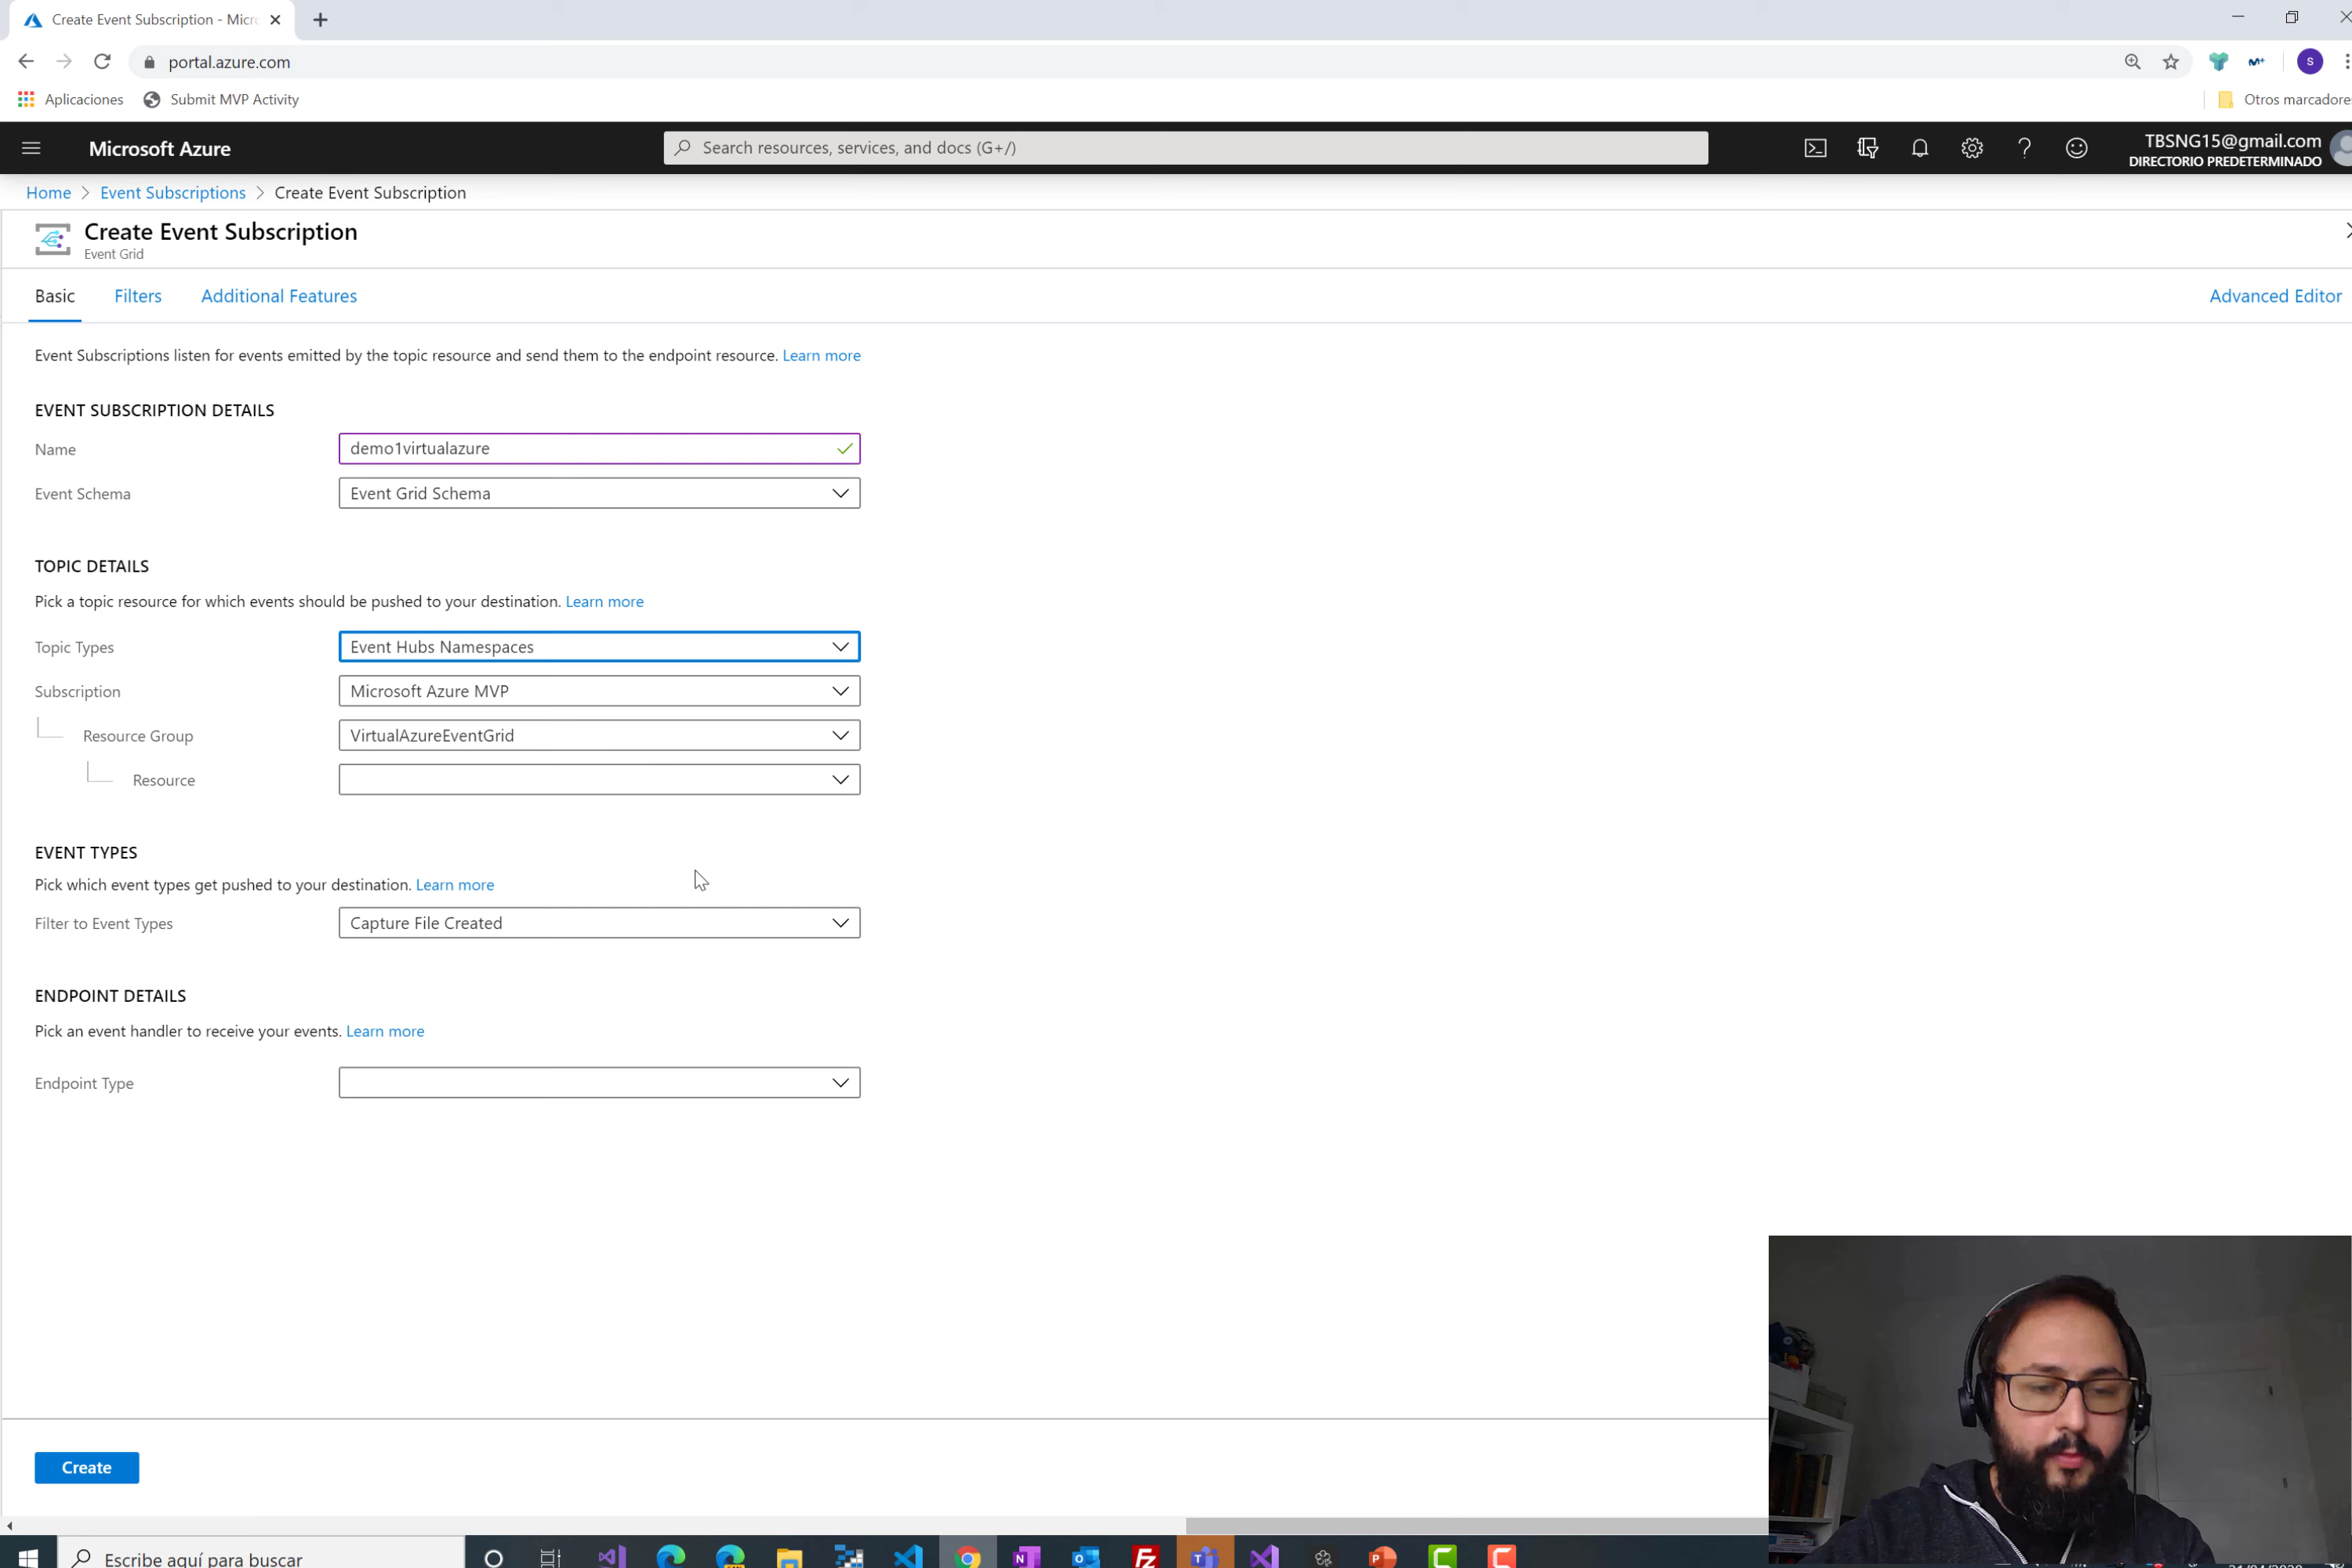 Create Event Subscription - Micr
portal.azure.com
S
Aplicaciones
Submit MVP Activity
Otros marcadore
Microsoft Azure
Search resources, services, and docs (G+/)
TBSNG15@gmail.com
DIRECTORIO PREDETERMINADO
Home > Event Subscriptions > Create Event Subscription
Create Event Subscription
Event Grid
Basic
Filters
Additional Features
Advanced Editor
Event Subscriptions listen for events emitted by the topic resource and send them to the endpoint resource. Learn more
EVENT SUBSCRIPTION DETAILS
Name
demo1virtualazure
Event Schema
Event Grid Schema
TOPIC DETAILS
Pick a topic resource for which events should be pushed to your destination. Learn more
Topic Types
Event Hubs Namespaces
Subscription
Microsoft Azure MVP
Resource Group
VirtualAzureEventGrid
Resource
EVENT TYPES
Pick which event types get pushed to your destination. Learn more
Filter to Event Types
Capture File Created
ENDPOINT DETAILS
Pick an event handler to receive your events. Learn more
Endpoint Type
Create
Escribe aquí para buscar